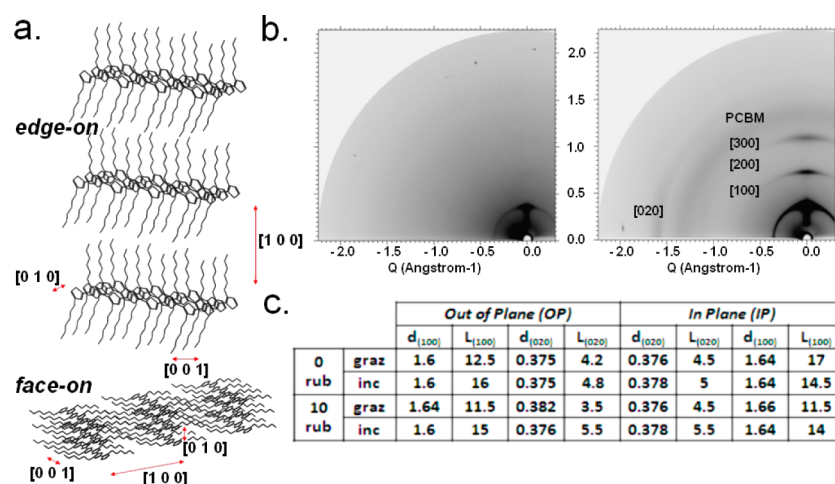 a.
edge-on
[1 0 0]
[0 1 0]
[0 0 1]
face-on
[0 1 0]
[0 0 1]
[1 0 0]
b.
-2.0 -1.5 -1.0 -0.5 0.0
Q (Angstrom-1)
2.0
1.5
1.0
0.5
0.0
PCBM
[300]
[200]
[100]
[020]
-2.0 -1.5 -1.0 -0.5 0.0
Q (Angstrom-1)
c.
Out of Plane (OP) In Plane (IP)
d(100) L(100) d(020) L(020) d(020) L(020) d(100) L(100)
0 rub graz 1.6 12.5 0.375 4.2 0.376 4.5 1.64 17
inc 1.6 16 0.375 4.8 0.378 5 1.64 14.5
10 rub graz 1.64 11.5 0.382 3.5 0.376 4.5 1.66 11.5
inc 1.6 15 0.376 5.5 0.378 5.5 1.64 14